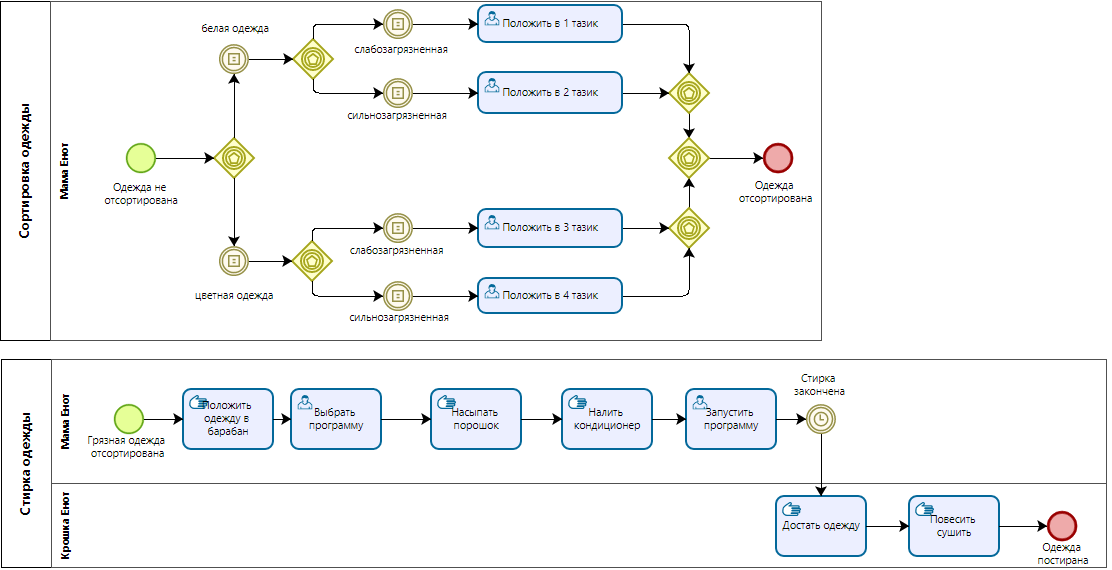 Сортировка одежды
Мама Енот
белая одежда
слабозагрязненная
Положить в 1 тазик
сильнозагрязненная
Положить в 2 тазик
Одежда не
отсортирована
Одежда
отсортирована
слабозагрязненная
Положить в 3 тазик
цветная одежда
сильнозагрязненная
Положить в 4 тазик
Стирка одежды
Мама Енот
Грязная одежда
отсортирована
Положить
одежду в
барабан
Выбрать
программу
Насыпать
порошок
Налить
кондиционер
Запустить
программу
Стирка
закончена
Крошка Енот
Достать одежду
Повесить
сушить
Одежда
постирана